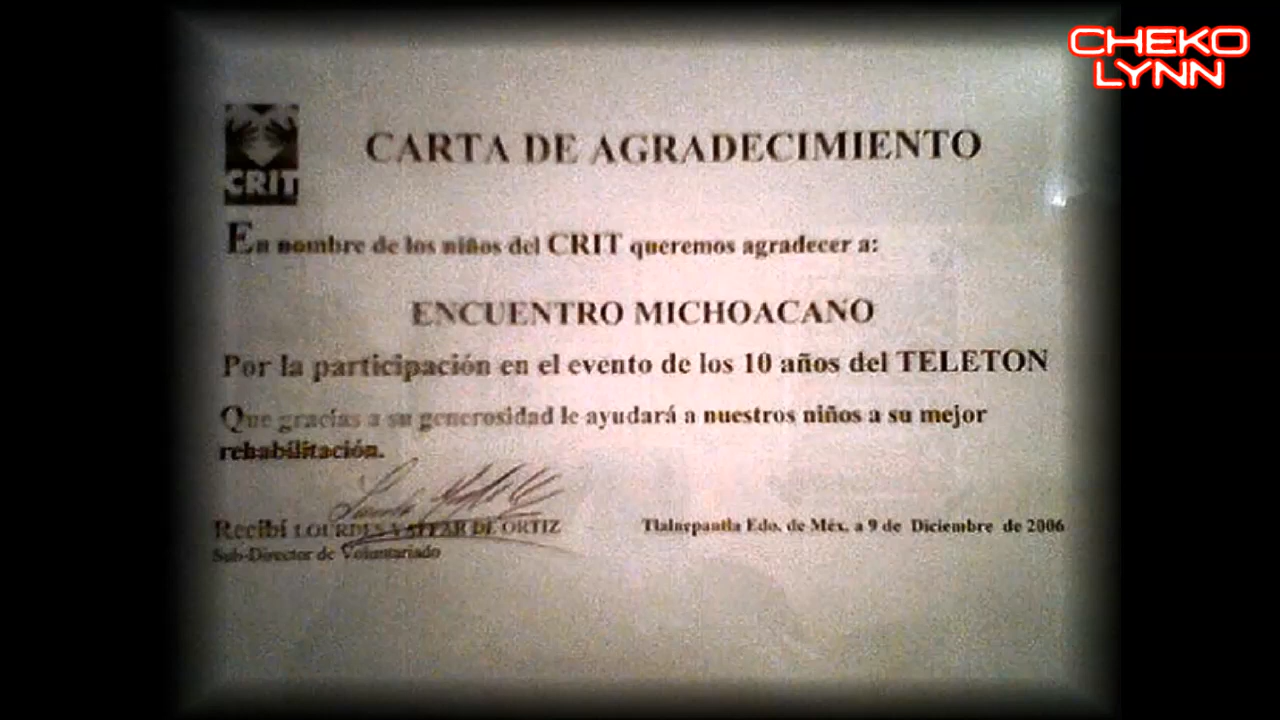 CHEKO
LYNN
CRIT
CARTA DE AGRADECIMIENTO
En nombre de los niños del CRIT queremos agradecer a:
ENCUENTRO MICHOACANO
Por la participación en el evento de los 10 años del TELETON
Que gracias a su generosidad le ayudará a nuestros niños a su mejor
rehabilitación.
Recibí LOURDES DE ORTIZ
Tlalnepantla Edo. de Méx. a 9 de Diciembre de 2006
Sub-Director de Voluntariado